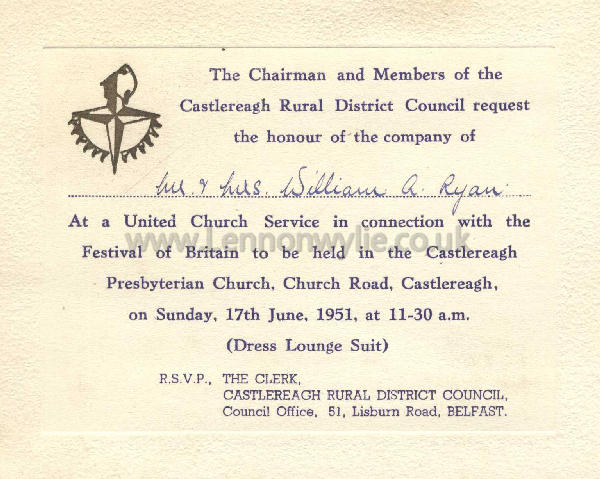 The Chairman and Members of the
Castlereagh Rural District Council request
the honour of the company of
Mr. & Mrs. William A. Ryan.
At a United Church Service in connection with the
www.Lennonwylie.co.uk
Festival of Britain to be held in the Castlereagh
Presbyterian Church, Church Road, Castlereagh,
on Sunday, 17th June, 1951, at 11-30 a.m.
(Dress Lounge Suit)
R.S.V.P., THE CLERK,
CASTLEREAGH RURAL DISTRICT COUNCIL,
Council Office, 51, Lisburn Road, BELFAST.